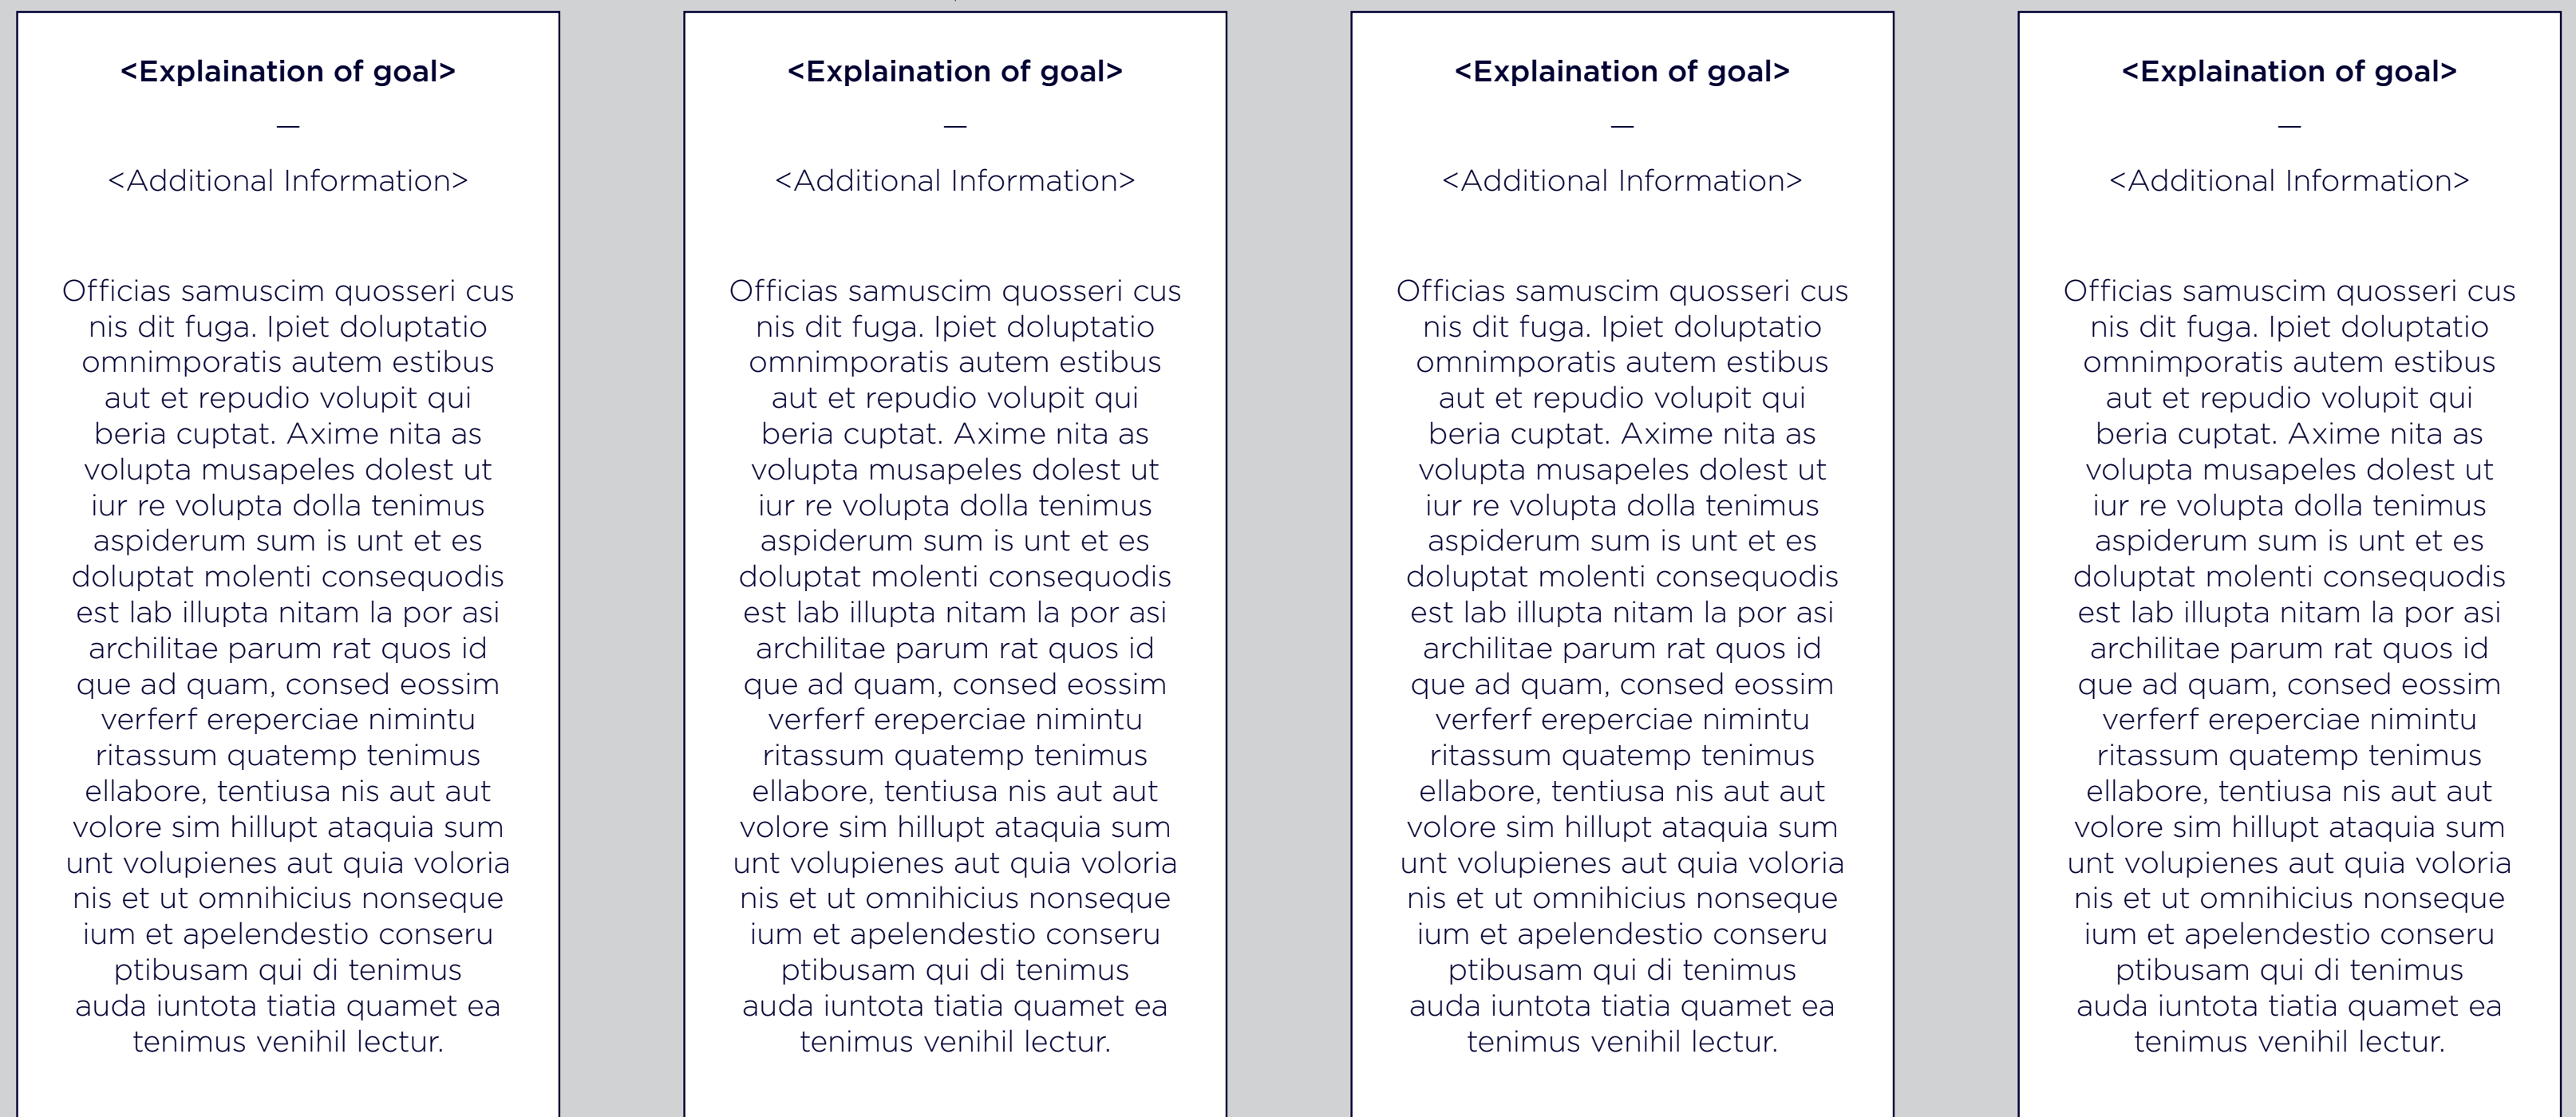 <Explaination of goal>
—
<Additional Information>
Officias samuscim quosseri cus
nis dit fuga. Ipiet doluptatio
omnimporatis autem estibus
aut et repudio volupit qui
beria cuptat. Axime nita as
volupta musapeles dolest ut
iur re volupta dolla tenimus
aspiderum sum is unt et es
doluptat molenti consequodis
est lab illupta nitam la por asi
architae parum rat quos id
que ad quam, consed eossim
verferf ereperciae nimintu
ritassum quatemp tenimus
ellabore, tentiusa nis aut aut
volore sim hillupt ataquia sum
unt volupienes aut quia voloria
nis et ut omnihicius nonseque
ium et apelendestio conseru
ptibusam qui di tenimus
auda iuntota tiatia quamet ea
tenimus venihil lectur.
<Explaination of goal>
—
<Additional Information>
Officias samuscim quosseri cus
nis dit fuga. Ipiet doluptatio
omnimporatis autem estibus
aut et repudio volupit qui
beria cuptat. Axime nita as
volupta musapeles dolest ut
iur re volupta dolla tenimus
aspiderum sum is unt et es
doluptat molenti consequodis
est lab illupta nitam la por asi
archilitae parum rat quos id
que ad quam, consed eossim
verferf ereperciae nimintu
ritassum quatemp tenimus
ellabore, tentiusa nis aut aut
volore sim hillupt ataquia sum
unt volupienes aut quia voloria
nis et ut omnihicius nonseque
ium et apelendestio conseru
ptibusam qui di tenimus
auda iuntota tiatia quamet ea
tenimus venihil lectur.
<Explaination of goal>
—
<Additional Information>
Officias samuscim quosseri cus
nis dit fuga. Ipiet doluptatio
omnimporatis autem estibus
aut et repudio volupit qui
beria cuptat. Axime nita as
volupta musapeles dolest ut
iur re volupta dolla tenimus
aspiderum sum is unt et es
doluptat molenti consequodis
est lab illupta nitam la por asi
archilitae parum rat quos id
que ad quam, consed eossim
verferf ereperciae nimintu
ritassum quatemp tenimus
ellabore, tentiusa nis aut aut
volore sim hillupt ataquia sum
unt volupienes aut quia voloria
nis et ut omnihicius nonseque
ium et apelendestio conseru
ptibusam qui di tenimus
auda iuntota tiatia quamet ea
tenimus venihil lectur.
<Explaination of goal>
—
<Additional Information>
Officias samuscim quosseri cus
nis dit fuga. Ipiet doluptatio
omnimporatis autem estibus
aut et repudio volupit qui
beria cuptat. Axime nita as
volupta musapeles dolest ut
iur re volupta dolla tenimus
aspiderum sum is unt et es
doluptat molenti consequodis
est lab illupta nitam la por asi
archilitae parum rat quos id
que ad quam, consed eossim
verferf ereperciae nimintu
ritassum quatemp tenimus
ellabore, tentiusa nis aut aut
volore sim hillupt ataquia sum
unt volupienes aut quia voloria
nis et ut omnihicius nonseque
ium et apelendestio conseru
ptibusam qui di tenimus
auda iuntota tiatia quamet ea
tenimus venihil lectur.